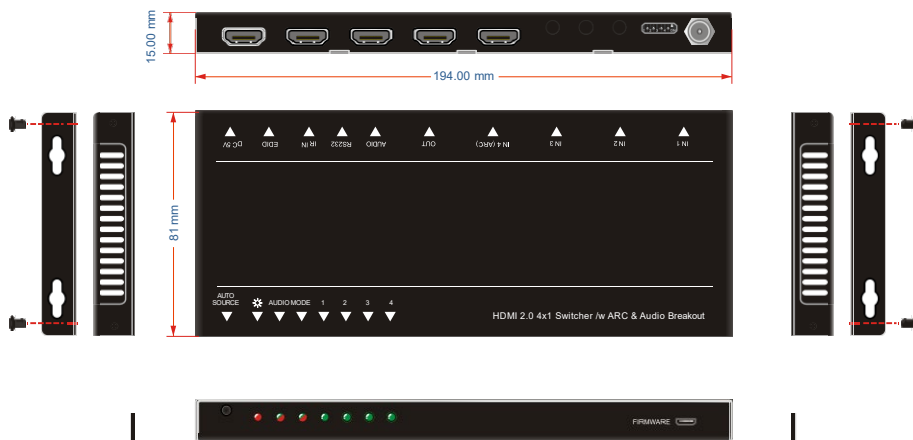 15.00 mm
194.00 mm
DC 5V EDID IR IN RS232 AUDIO OUT IN 4 (ARC) IN 3 IN 2 IN 1
81 mm
AUTO
SOURCE AUDIO MODE 1 2 3 4
HDMI 2.0 4x1 Switcher /w ARC & Audio Breakout
FIRMWARE